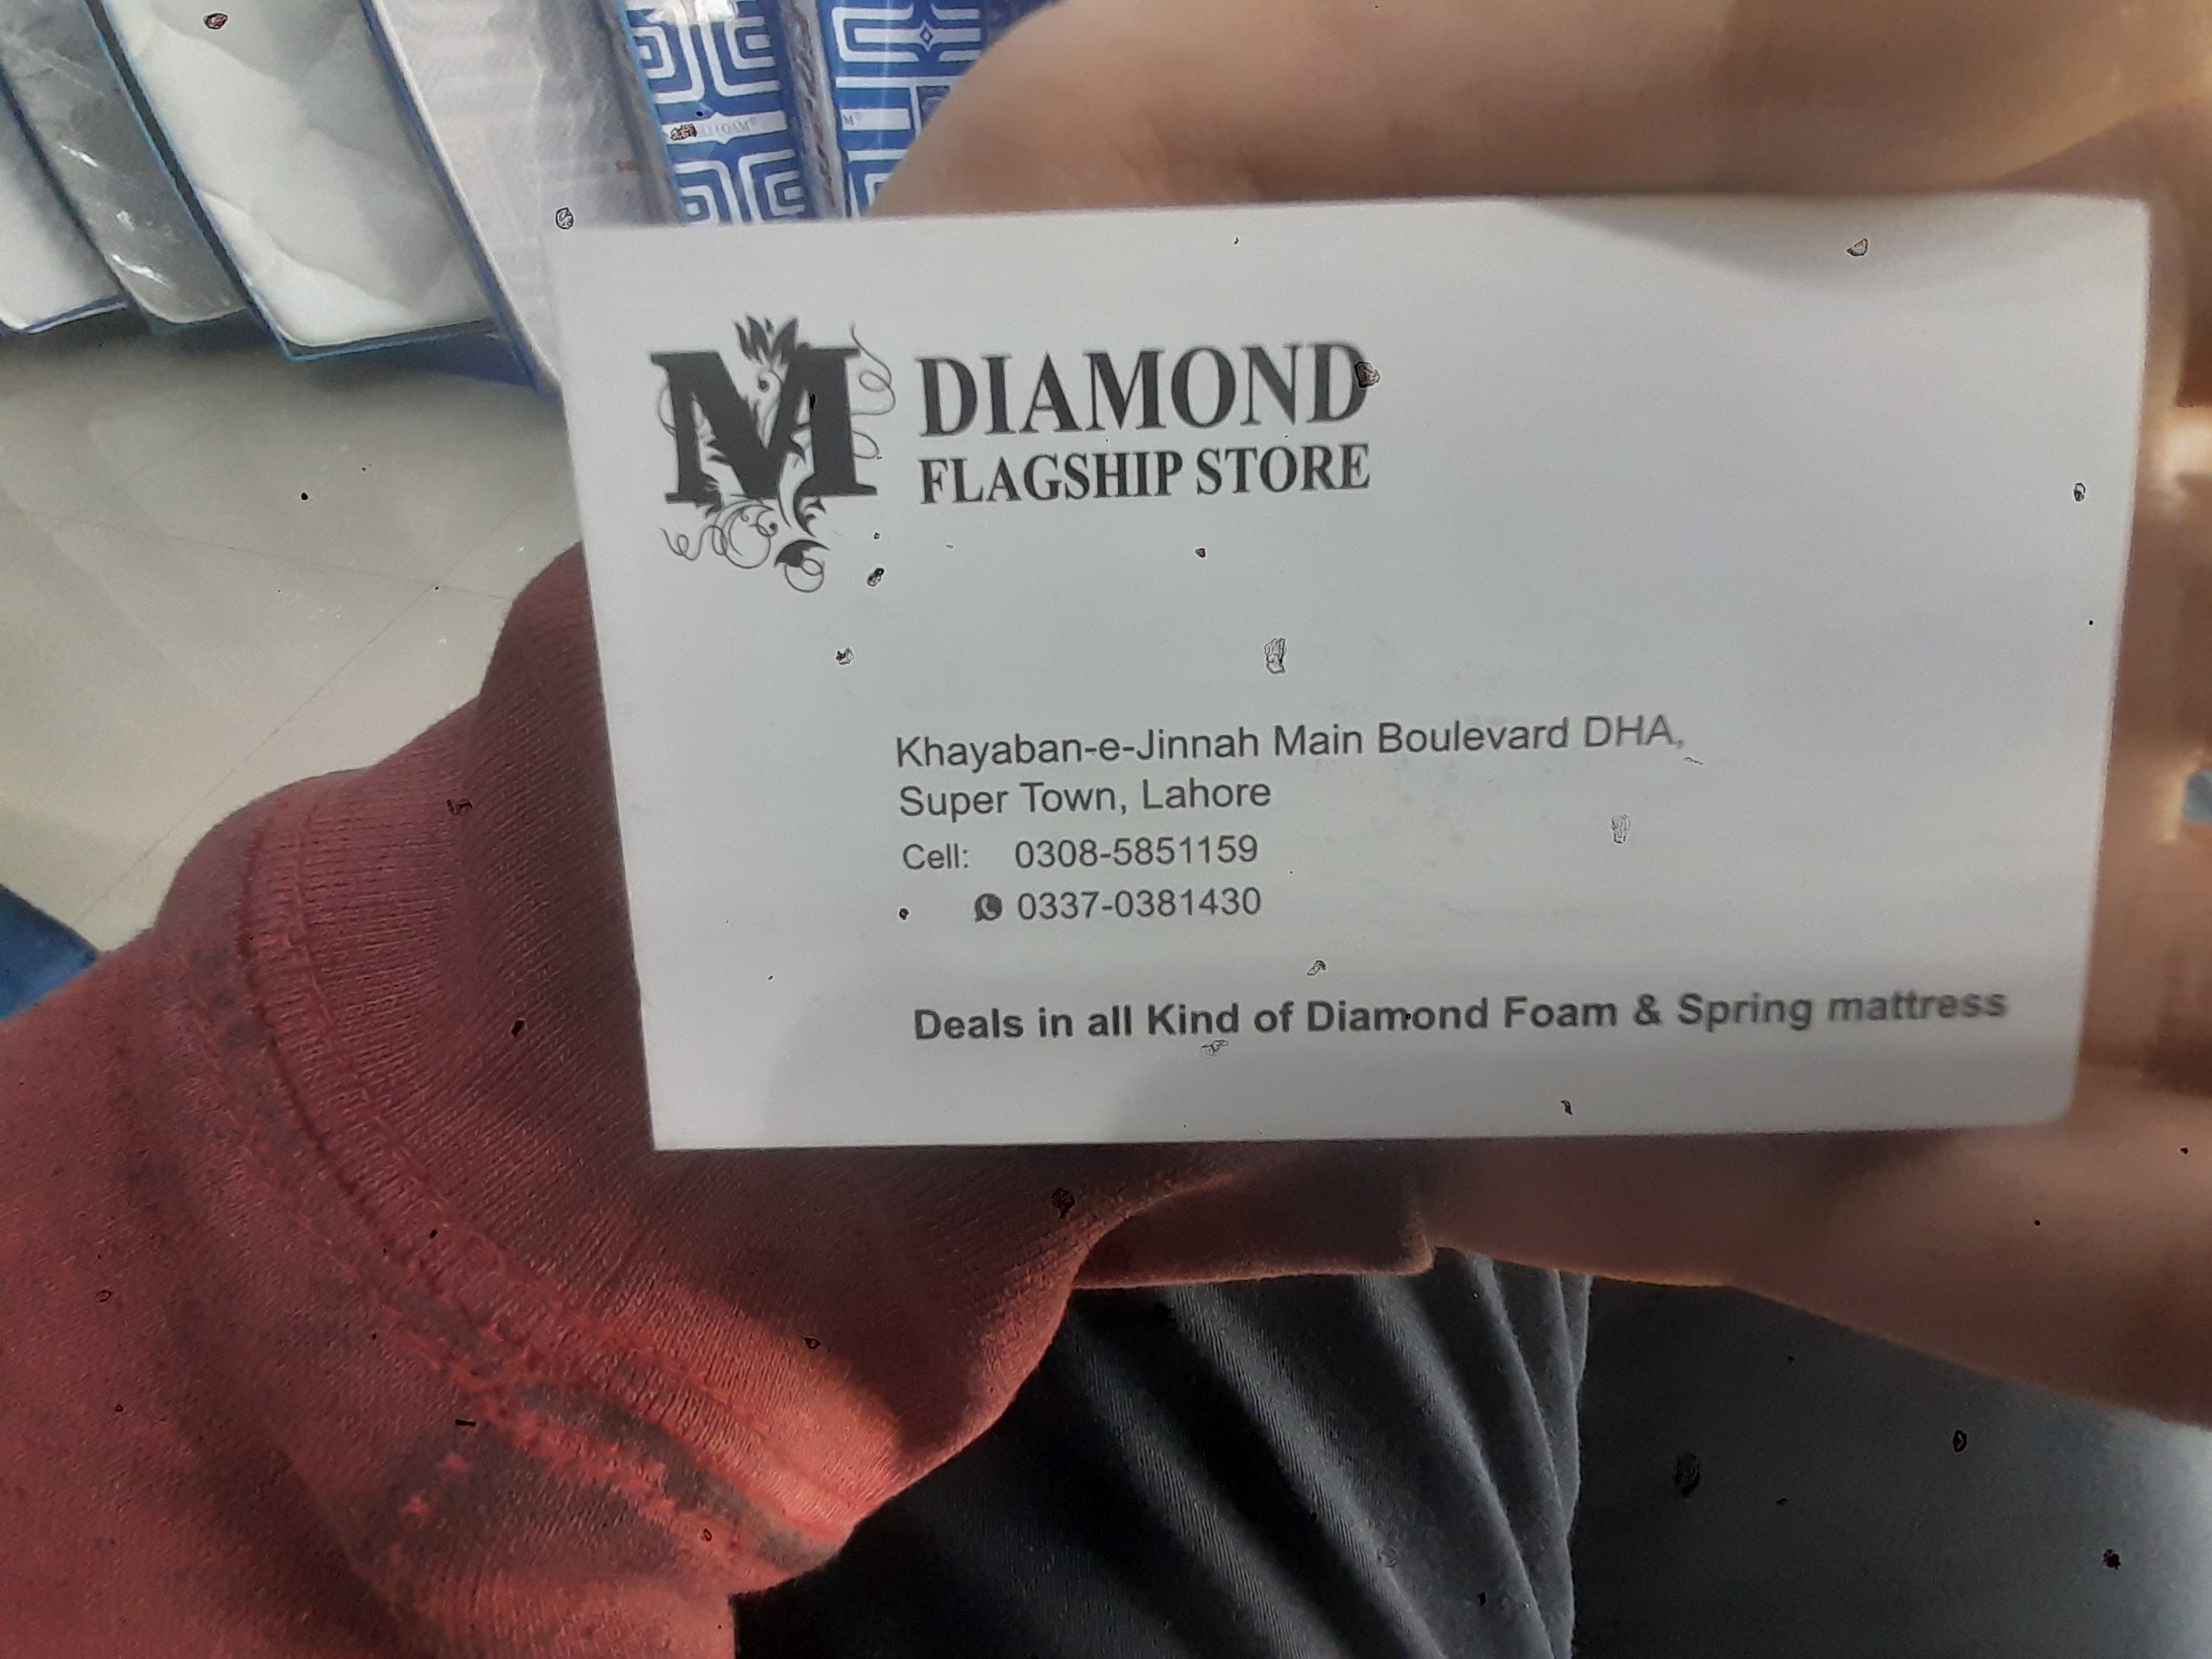 M DIAMOND
FLAGSHIP STORE
Khayaban-e-Jinnah Main Boulevard DHA,
Super Town, Lahore
Cell: 0308-5851159
0337-0381430
Deals in all Kind of Diamond Foam & Spring mattress